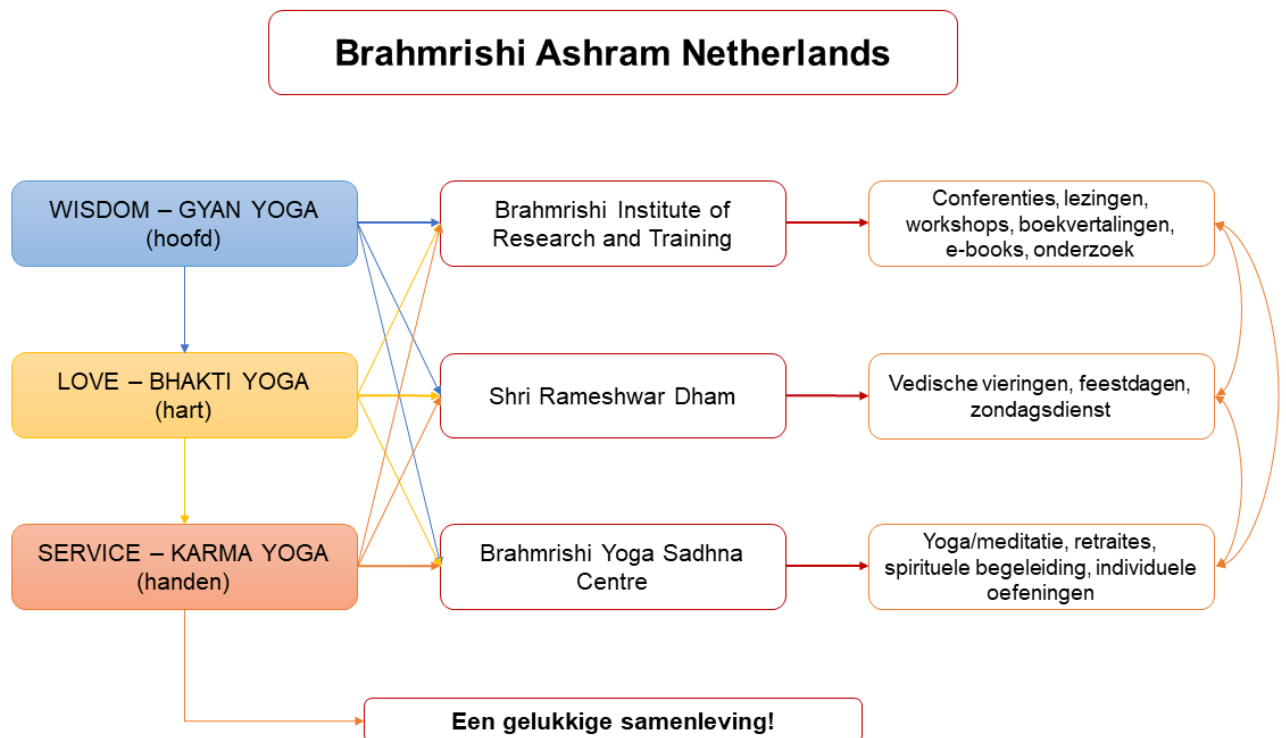 Brahmrishi Ashram Netherlands
WISDOM – GYAN YOGA
(hoofd)
Brahmrishi Institute of
Research and Training
Conferenties, lezingen,
workshops, boekvertalingen,
e-books, onderzoek
LOVE – BHAKTI YOGA
(hart)
Shri Rameshwar Dham
Vedische vieringen, feestdagen,
zondagsdienst
SERVICE – KARMA YOGA
(handen)
Brahmrishi Yoga Sadhna
Centre
Yoga/meditatie, retraites,
spirituele begeleiding, individuele
oefeningen
Een gelukkige samenleving!